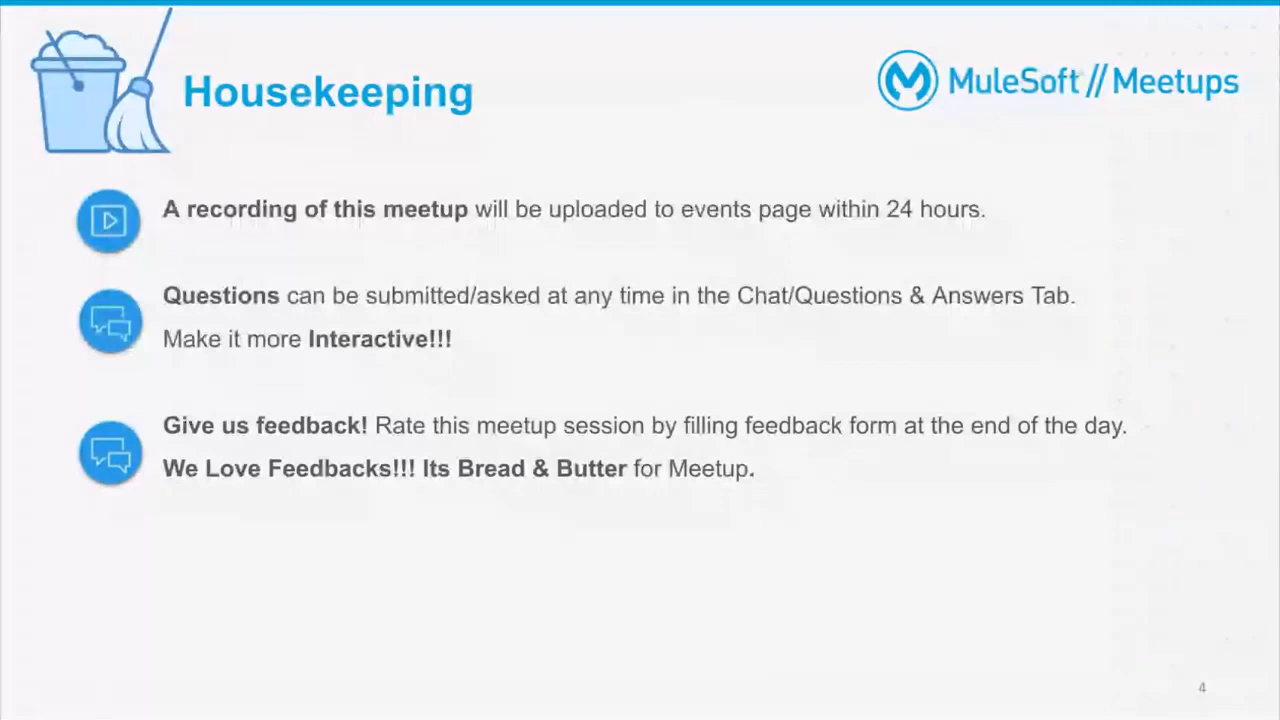 Housekeeping
MuleSoft // Meetups
A recording of this meetup will be uploaded to events page within 24 hours.
Questions can be submitted/asked at any time in the Chat/Questions & Answers Tab.
Make it more Interactive!!!
Give us feedback! Rate this meetup session by filling feedback form at the end of the day.
We Love Feedbacks!!! Its Bread & Butter for Meetup.
4